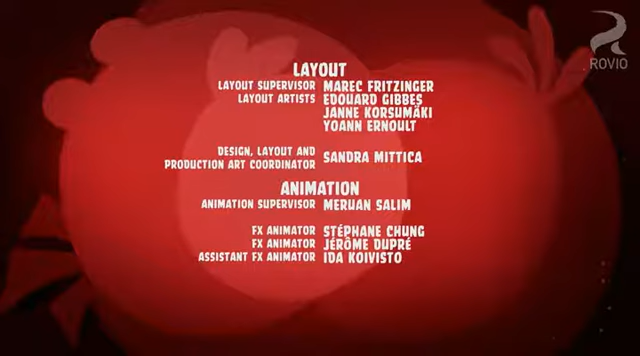 ROVIO
LAYOUT
LAYOUT SUPERVISOR MAREC FRITZINGER
LAYOUT ARTISTS EDOUARD GIBBES
JANNE KORSUMÄKI
YOANN ERNOULT
DESIGN, LAYOUT AND
PRODUCTION ART COORDINATOR SANDRA MITTICA
ANIMATION
ANIMATION SUPERVISOR MERUAN SALIM
FX ANIMATOR STÉPHANE CHUNG
FX ANIMATOR JÉRÔME DUPRÉ
ASSISTANT FX ANIMATOR IDA KOIVISTO